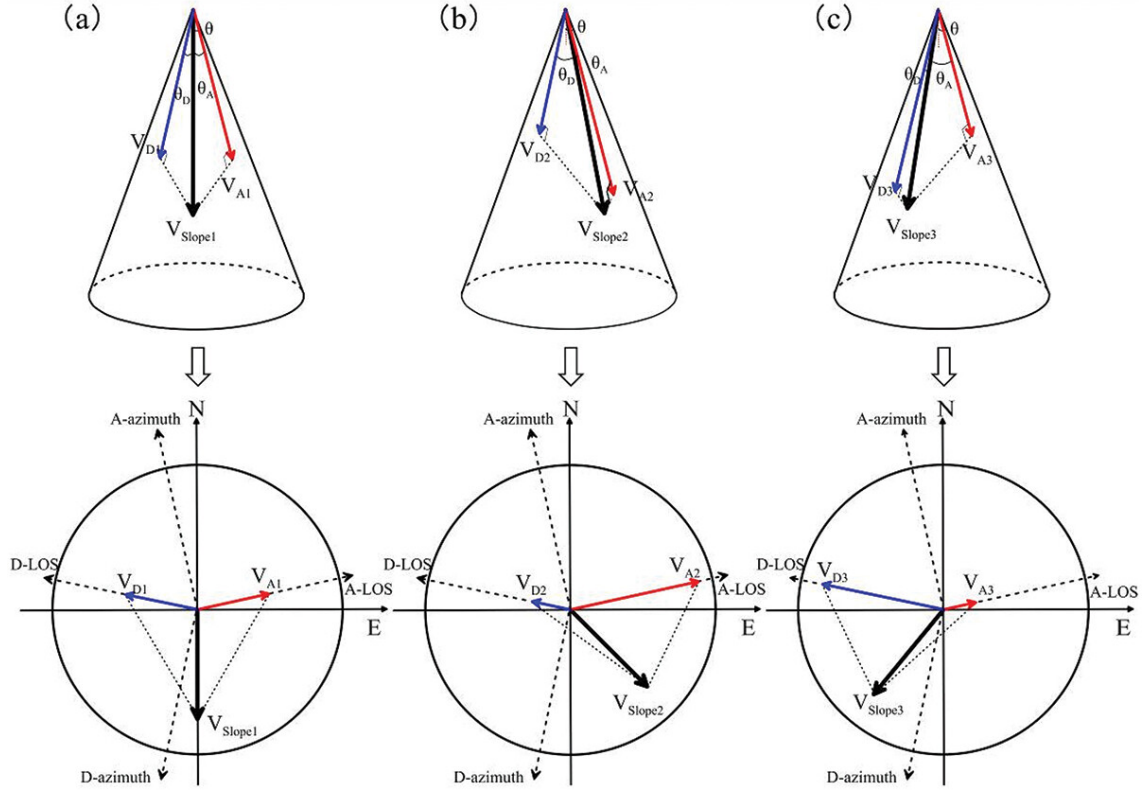 (a)
θ
θD
θA
VD1
VA1
VSlope1
(b)
θ
θD
θA
VD2
VA2
VSlope2
(c)
θ
θD
θA
VD3
VA3
VSlope3
A-azimuth
N
D-LOS
VD1
VA1
A-LOS
E
VSlope1
D-azimuth
A-azimuth
N
D-LOS
VD2
VA2
A-LOS
E
VSlope2
D-azimuth
A-azimuth
N
D-LOS
VD3
VA3
A-LOS
E
VSlope3
D-azimuth